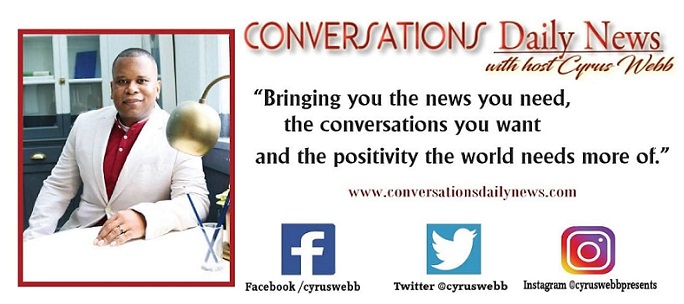 CONVERSATIONS Daily News
with host Cyrus Webb
“Bringing you the news you need,
the conversations you want
and the positivity the world needs more of.”
www.conversationsdailynews.com
Facebook /cyruswebb
Twitter @cyruswebb
Instagram @cyruswebbpresents